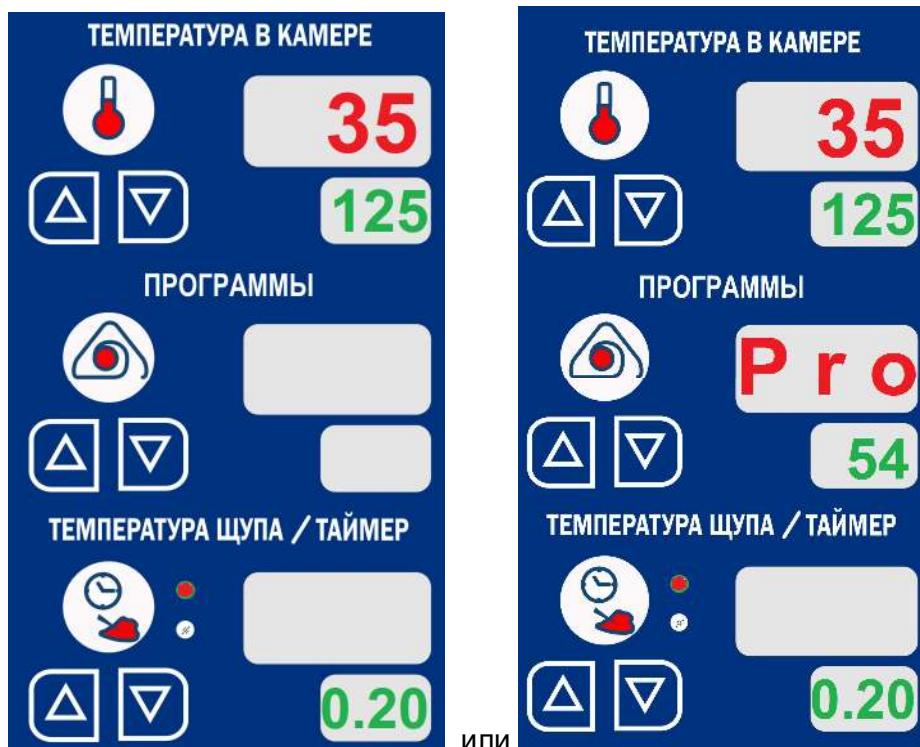 ТЕМПЕРАТУРА В КАМЕРЕ
35
125
ПРОГРАММЫ
ТЕМПЕРАТУРА ЩУПА / ТАЙМЕР
0.20
или
ТЕМПЕРАТУРА В КАМЕРЕ
35
125
ПРОГРАММЫ
Pro
54
ТЕМПЕРАТУРА ЩУПА / ТАЙМЕР
0.20